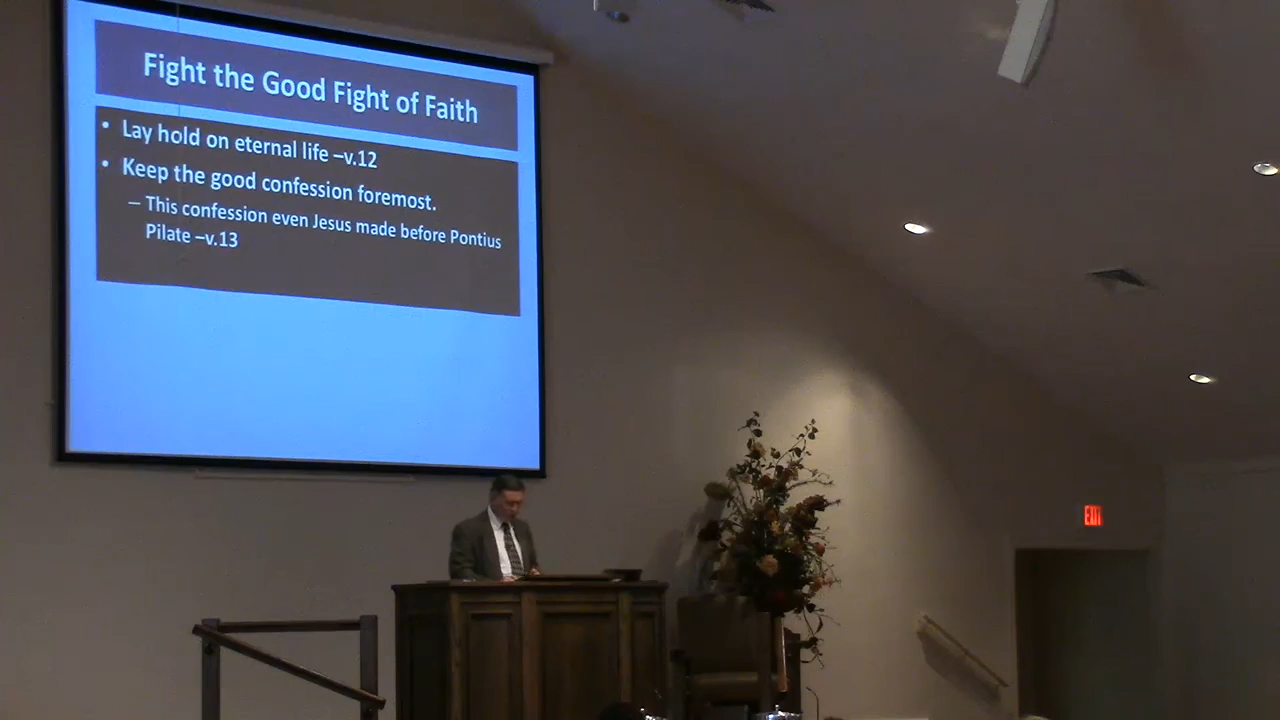 Fight the Good Fight of Faith
• Lay hold on eternal life –v.12
• Keep the good confession foremost.
– This confession even Jesus made before Pontius
Pilate –v.13
EXIT